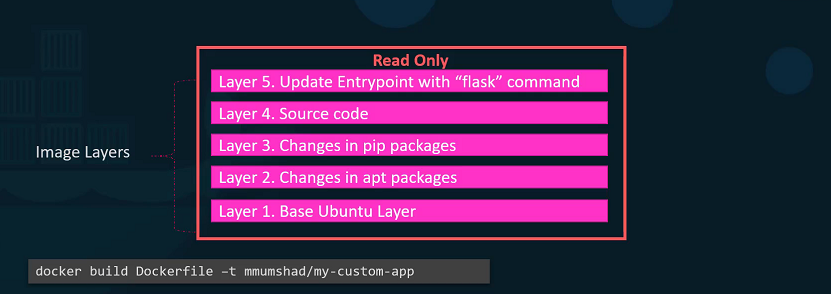 Read Only
Layer 5. Update Entrypoint with “flask” command
Layer 4. Source code
Layer 3. Changes in pip packages
Image Layers
Layer 2. Changes in apt packages
Layer 1. Base Ubuntu Layer
docker build Dockerfile –t mmumshad/my-custom-app